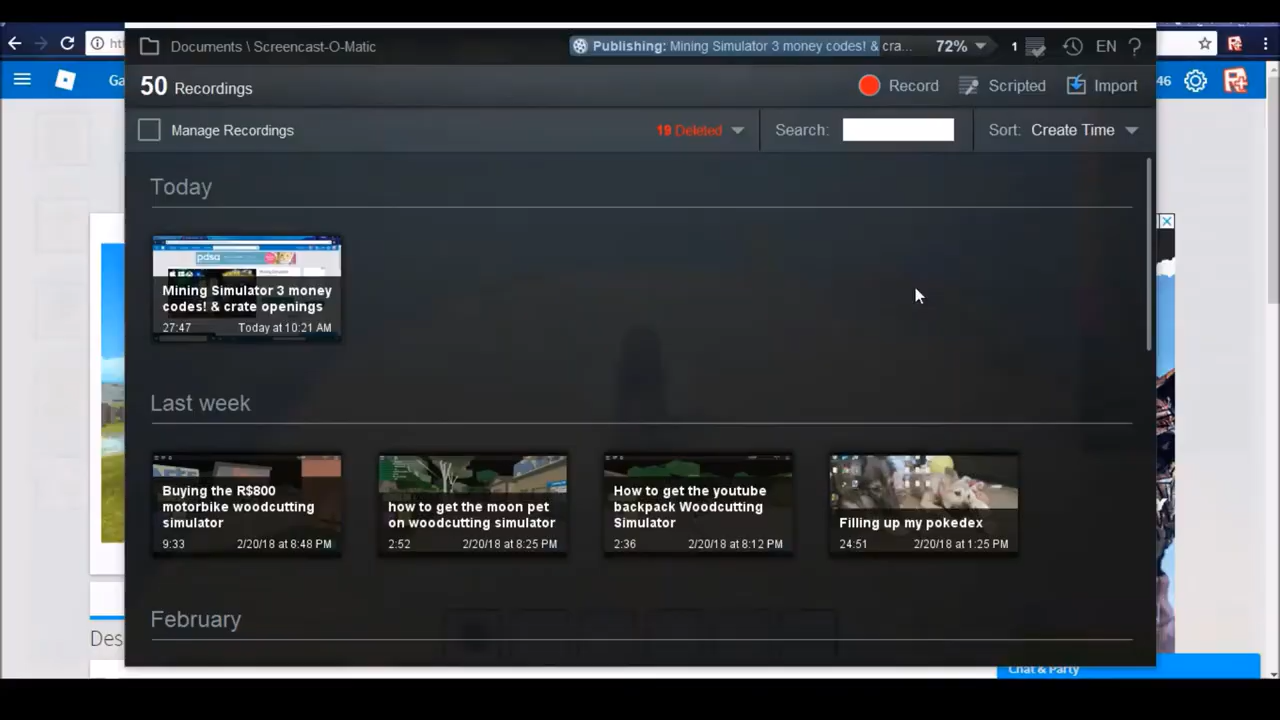 htt
Documents \ Screencast-O-Matic
Publishing: Mining Simulator 3 money codes! & cra...
72%
1
EN
?
Ga
46
50 Recordings
Record
Scripted
Import
Manage Recordings
19 Deleted
Search:
Sort: Create Time
Today
pdsa
Mining Simulator 3 money
codes! & crate openings
27:47
Today at 10:21 AM
Last week
Buying the R$800
motorbike woodcutting
simulator
9:33
2/20/18 at 8:48 PM
how to get the moon pet
on woodcutting simulator
2:52
2/20/18 at 8:25 PM
How to get the youtube
backpack Woodcutting
Simulator
2:36
2/20/18 at 8:12 PM
Filling up my pokedex
24:51
2/20/18 at 1:25 PM
February
Des
Chat & Party